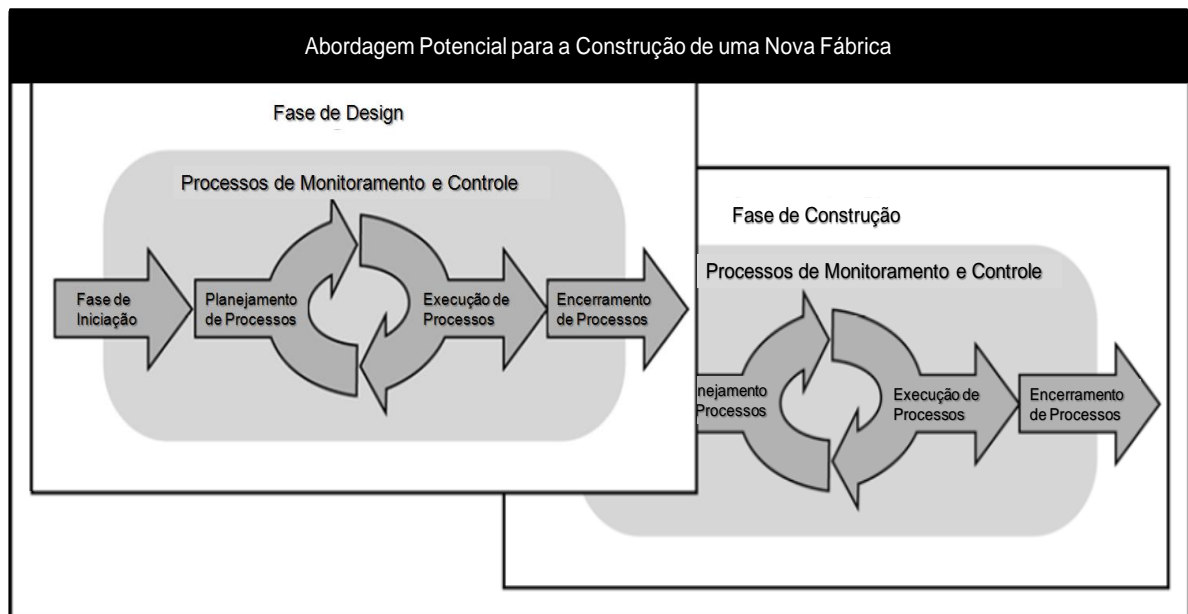 Abordagem Potencial para a Construção de uma Nova Fábrica
Fase de Design
Processos de Monitoramento e Controle
Fase de
Iniciação
Planejamento
de Processos
Execução de
Processos
Encerramento
de Processos
Fase de Construção
Processos de Monitoramento e Controle
nejamento
Processos
Execução de
Processos
Encerramento
de Processos